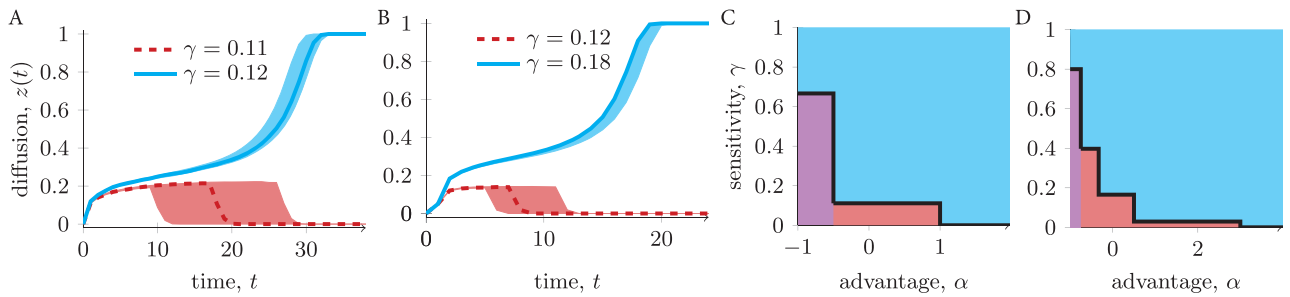 A
diffusion, z(t)
1
0.8
0.6
0.4
0.2
0
γ = 0.11
γ = 0.12
0
10
20
30
time, t
B
1
0.8
0.6
0.4
0.2
0
γ = 0.12
γ = 0.18
0
10
20
time, t
C
sensitivity, γ
1
0.8
0.6
0.4
0.2
0
−1
0
1
advantage, α
D
1
0.8
0.6
0.4
0.2
0
0
2
advantage, α